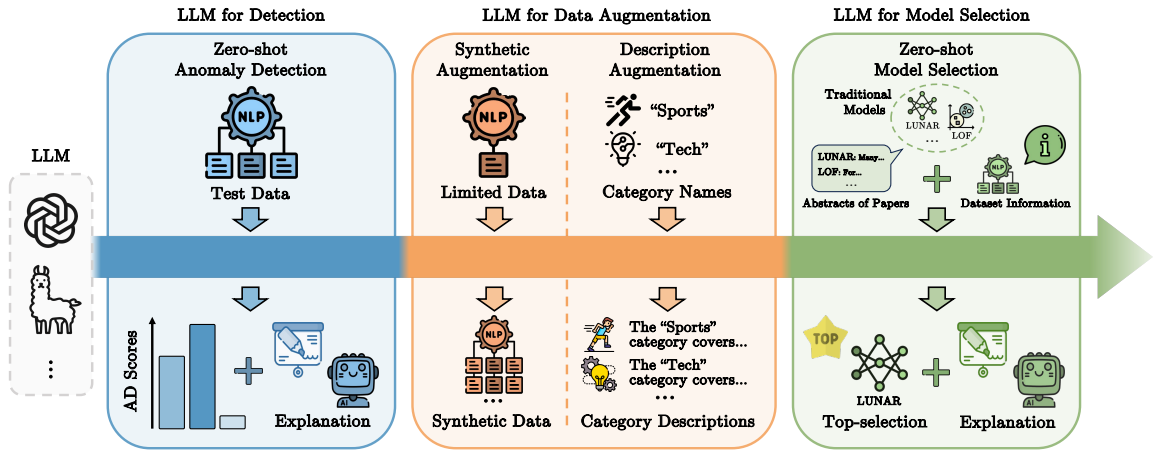 LLM for Detection
LLM for Data Augmentation
LLM for Model Selection
LLM
Zero-shot
Anomaly Detection
NLP
Test Data
AD Scores
AI
Explanation
Synthetic
Augmentation
NLP
Limited Data
NLP
Synthetic Data
Description
Augmentation
“Sports”
“Tech”
...
Category Names
The “Sports”
category covers...
The “Tech”
category covers...
...
Category Descriptions
Zero-shot
Model Selection
Traditional
Models
LUNAR
LOF
...
LUNAR: Many...
LOF: For...
...
Abstracts of Papers
NLP
i
Dataset Information
TOP
LUNAR
Top-selection
AI
Explanation